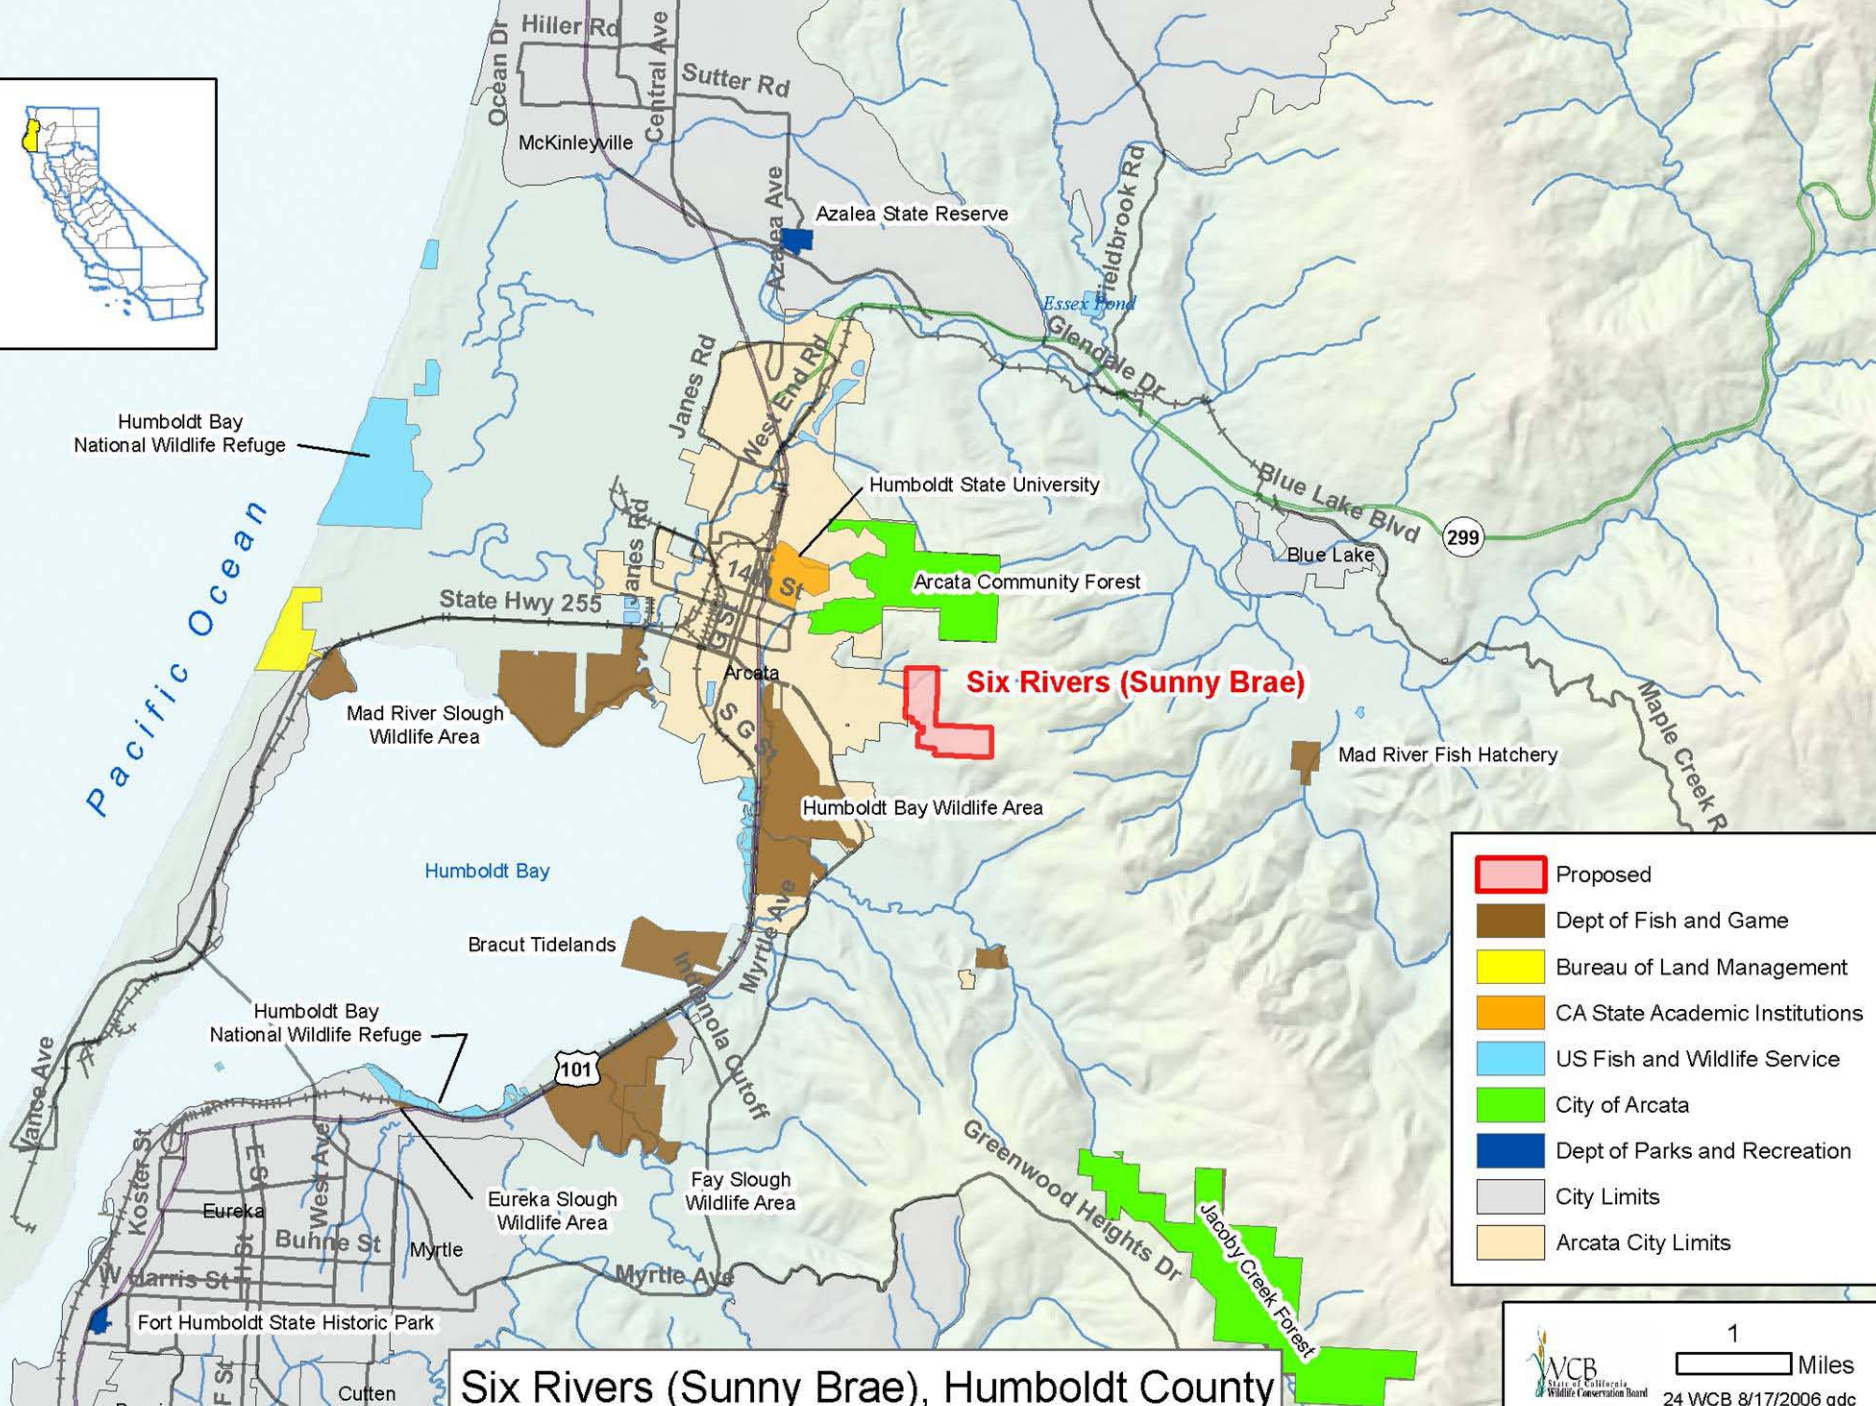 Hiller Rd
Ocean Dr
Central Ave
Sutter Rd
McKinleyville
Azalea Ave
Azalea State Reserve
Fieldbrook Rd
Essex Pond
Glendale Dr
Janes Rd
West End Rd
Humboldt Bay
National Wildlife Refuge
Pacific Ocean
Humboldt State University
Blue Lake Blvd
299
Blue Lake
Janes Rd
14th St
G St
Arcata Community Forest
State Hwy 255
Arcata
Six Rivers (Sunny Brae)
Mad River Slough
Wildlife Area
S G St
Maple Creek R
Mad River Fish Hatchery
Humboldt Bay Wildlife Area
Humboldt Bay
Myrtle Ave
Bracut Tidelands
Indianola Cutoff
Humboldt Bay
National Wildlife Refuge
101
Vance Ave
Koster St
E St
West Ave
Eureka
H St
Buhne St
Myrtle
W Harris St
Eureka Slough
Wildlife Area
Fay Slough
Wildlife Area
Myrtle Ave
Greenwood Heights Dr
Jacoby Creek Forest
Fort Humboldt State Historic Park
F St
Cutten
Proposed
Dept of Fish and Game
Bureau of Land Management
CA State Academic Institutions
US Fish and Wildlife Service
City of Arcata
Dept of Parks and Recreation
City Limits
Arcata City Limits
Six Rivers (Sunny Brae), Humboldt County
WCB
State of California
Wildlife Conservation Board
1
Miles
24 WCB 8/17/2006 gdc